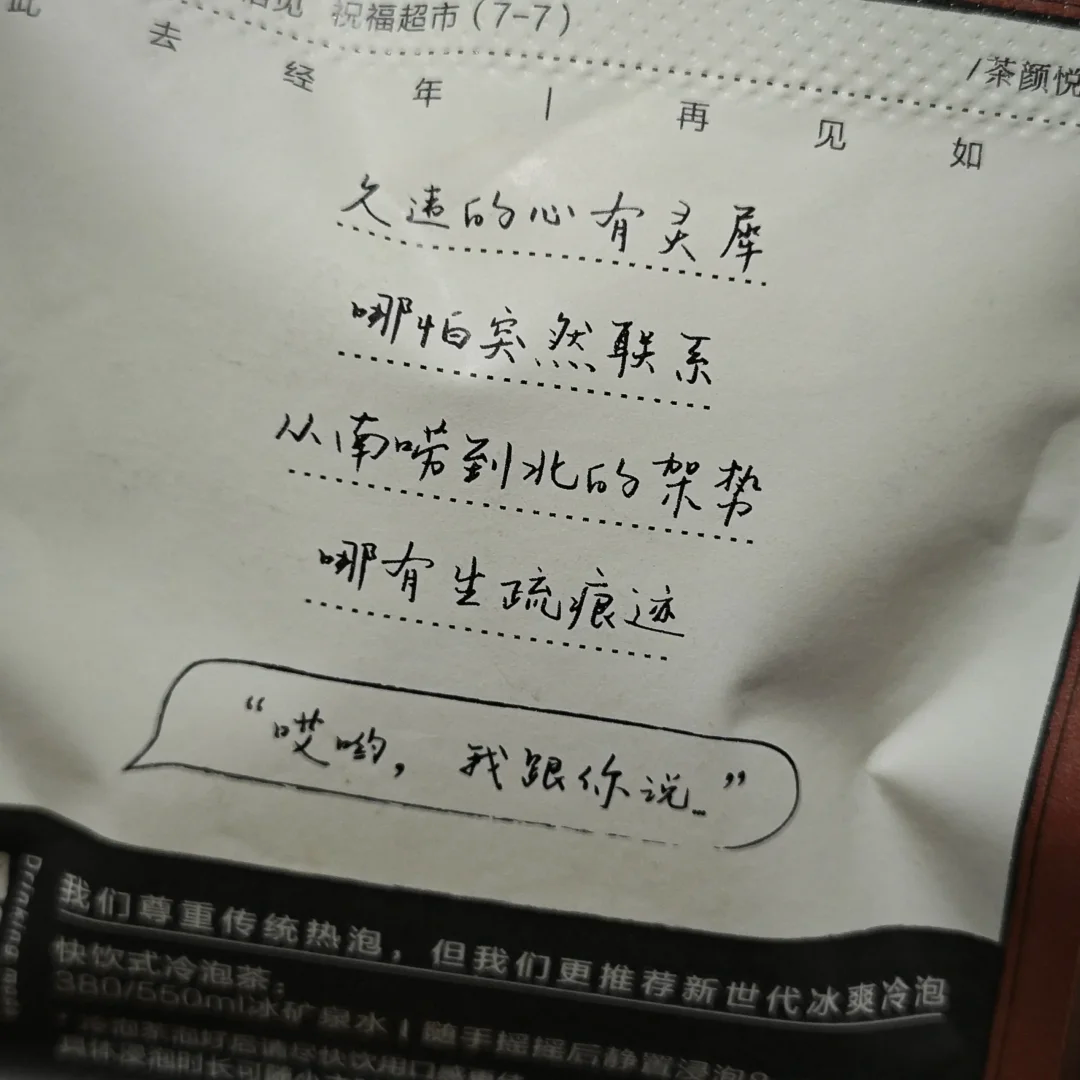 祝福超市（7-7）
/茶颜悦
此去经年|再见如
久违的心有灵犀
哪怕突然联系
从南唠到北的架势
哪有生疏痕迹
“哎哟，我跟你说…”
我们尊重传统热泡，但我们更推荐新世代冰爽冷泡
快饮式冷泡茶：
380/550ml冰矿泉水 | 随手摇摇后静置浸泡8
Drinking